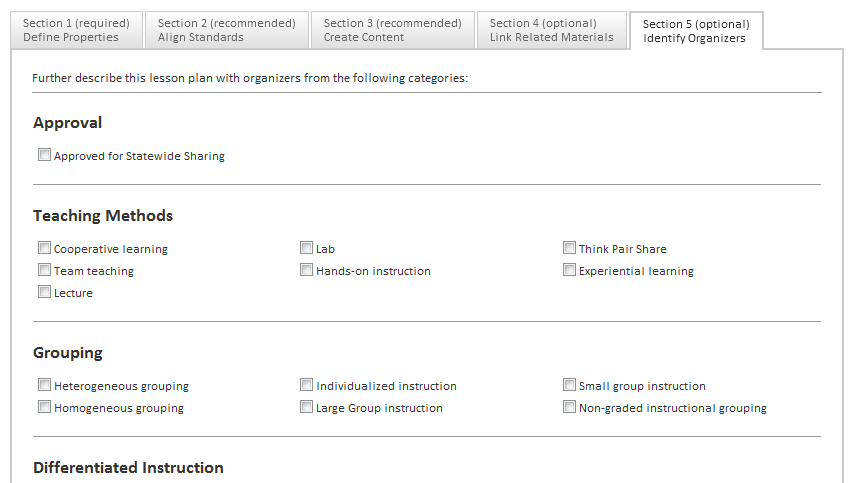 Section 1 (required)
Define Properties
Section 2 (recommended)
Align Standards
Section 3 (recommended)
Create Content
Section 4 (optional)
Link Related Materials
Section 5 (optional)
Identify Organizers
Further describe this lesson plan with organizers from the following categories:
Approval
Approved for Statewide Sharing
Teaching Methods
Cooperative learning
Lab
Think Pair Share
Team teaching
Hands-on instruction
Experiential learning
Lecture
Grouping
Heterogeneous grouping
Individualized instruction
Small group instruction
Homogeneous grouping
Large Group instruction
Non-graded instructional grouping
Differentiated Instruction